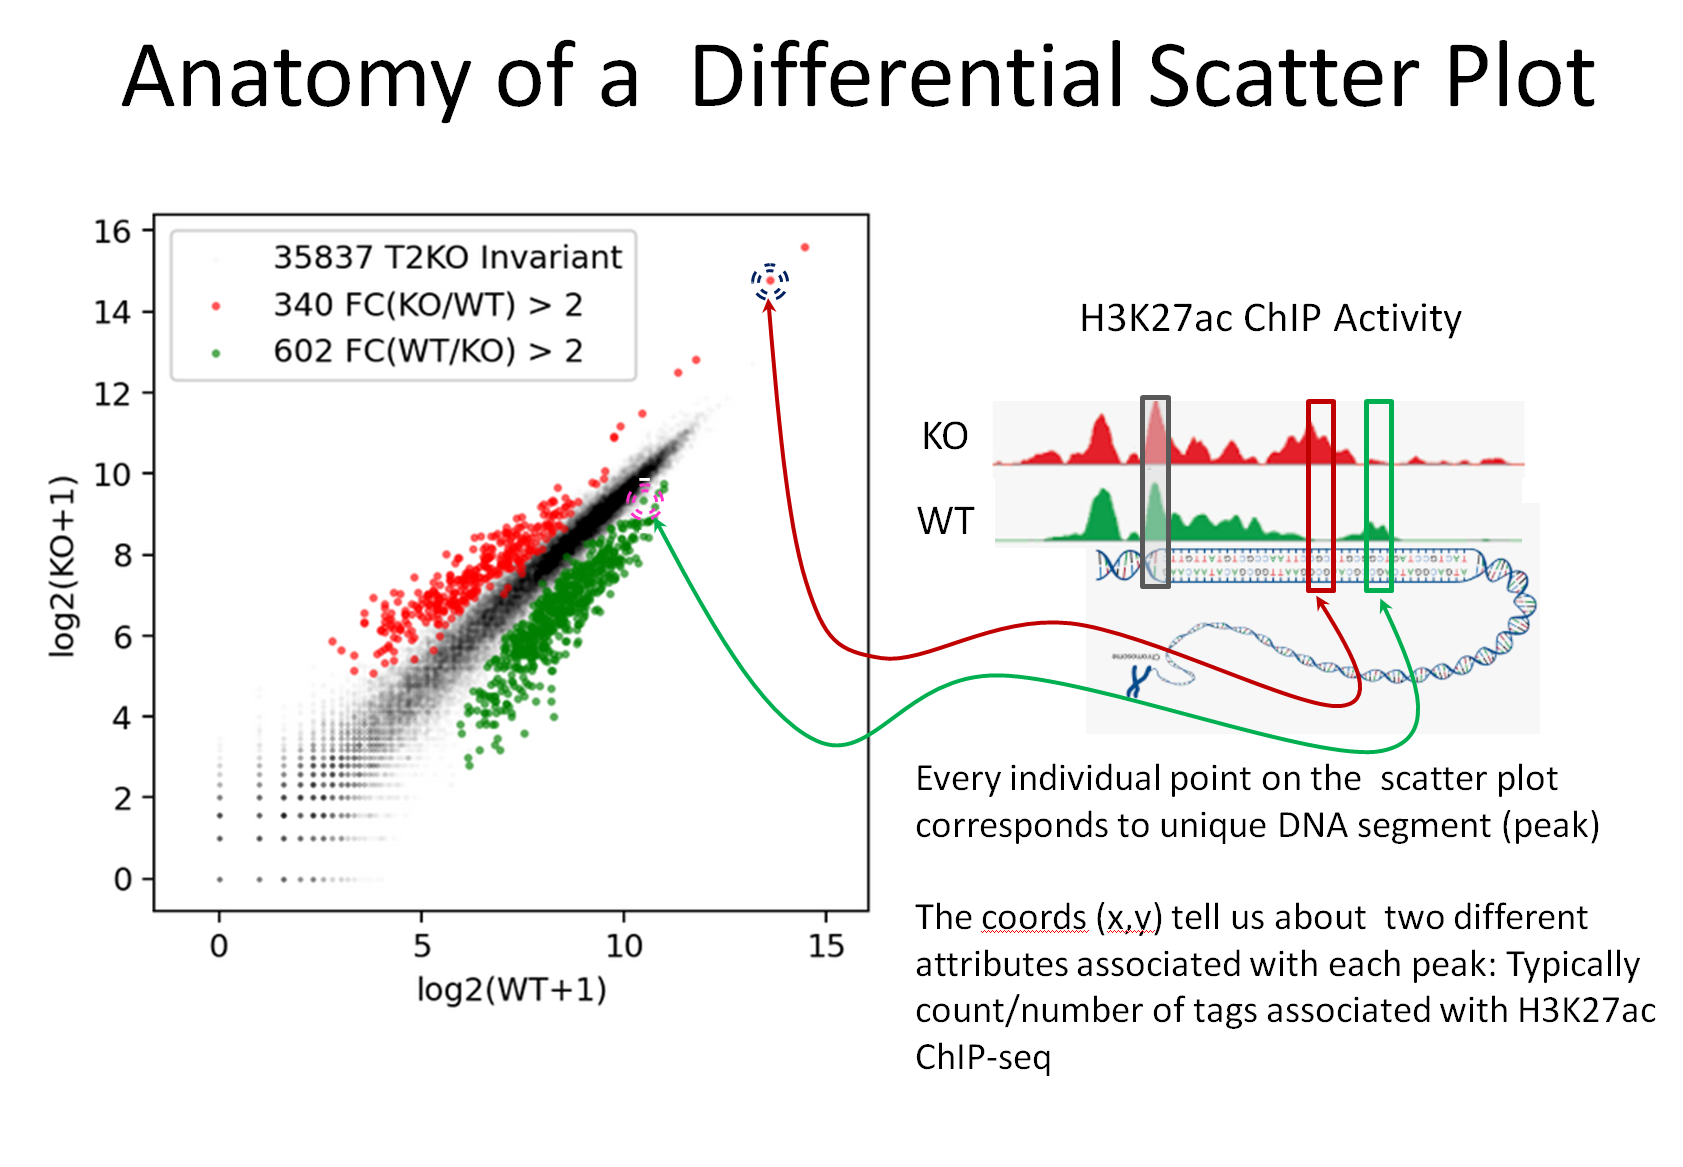 Anatomy of a  Differential Scatter Plot
16
14
12
10
8
6
4
2
0
log2(KO+1)
35837 T2KO Invariant
340 FC(KO/WT) > 2
602 FC(WT/KO) > 2
0
5
10
15
log2(WT+1)
H3K27ac ChIP Activity
KO
WT
Chromosome
Every individual point on the  scatter plot
corresponds to unique DNA segment (peak)
The coords (x,y) tell us about  two different
attributes associated with each peak: Typically
count/number of tags associated with H3K27ac
ChIP-seq